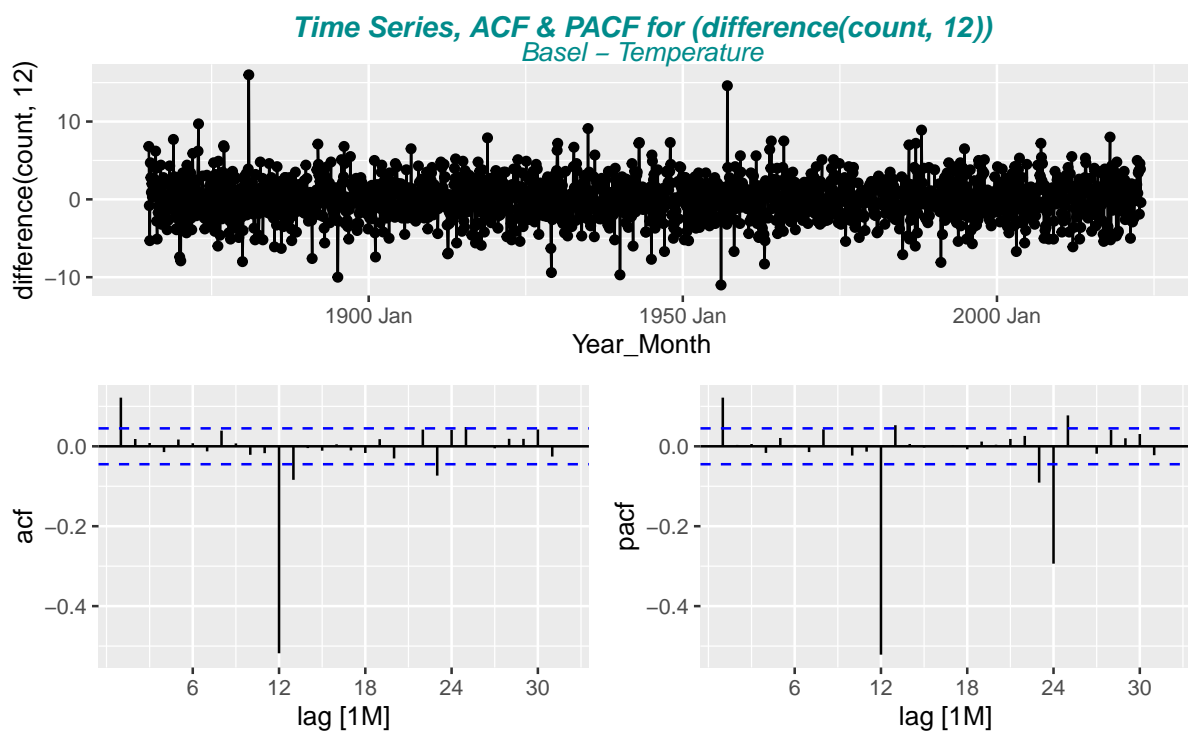 Time Series, ACF & PACF for (difference(count, 12))
Basel − Temperature
difference(count, 12)
10
0
−10
1900 Jan
1950 Jan
2000 Jan
Year_Month
acf
0.0
−0.2
−0.4
6
12
18
24
30
lag [1M]
pacf
0.0
−0.2
−0.4
6
12
18
24
30
lag [1M]